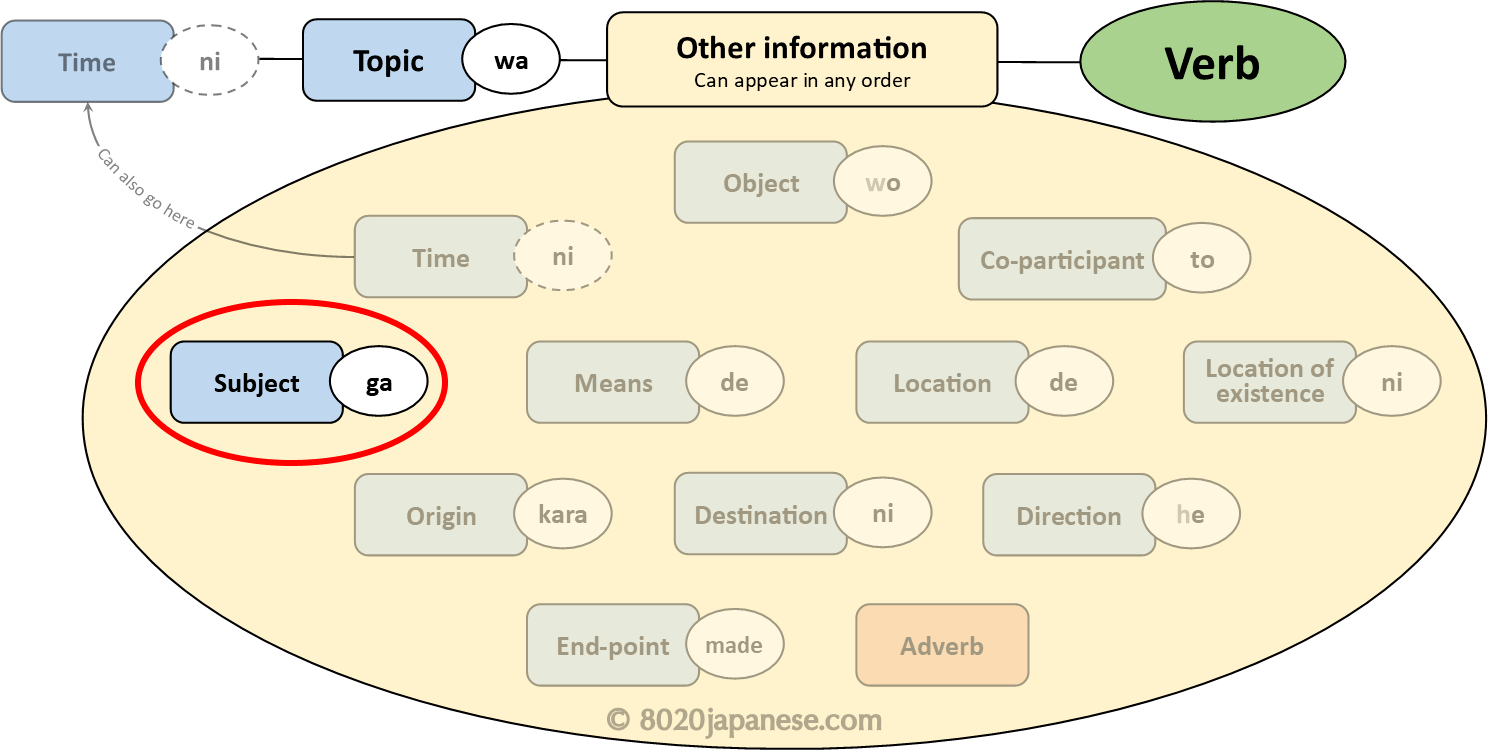 Time
ni
Topic
wa
Other information
Can appear in any order
Verb
Can also go here
Object
wo
Time
ni
Co-participant
to
Subject
ga
Means
de
Location
de
Location of
existence
ni
Origin
kara
Destination
ni
Direction
he
End-point
made
Adverb
© 8020japanese.com